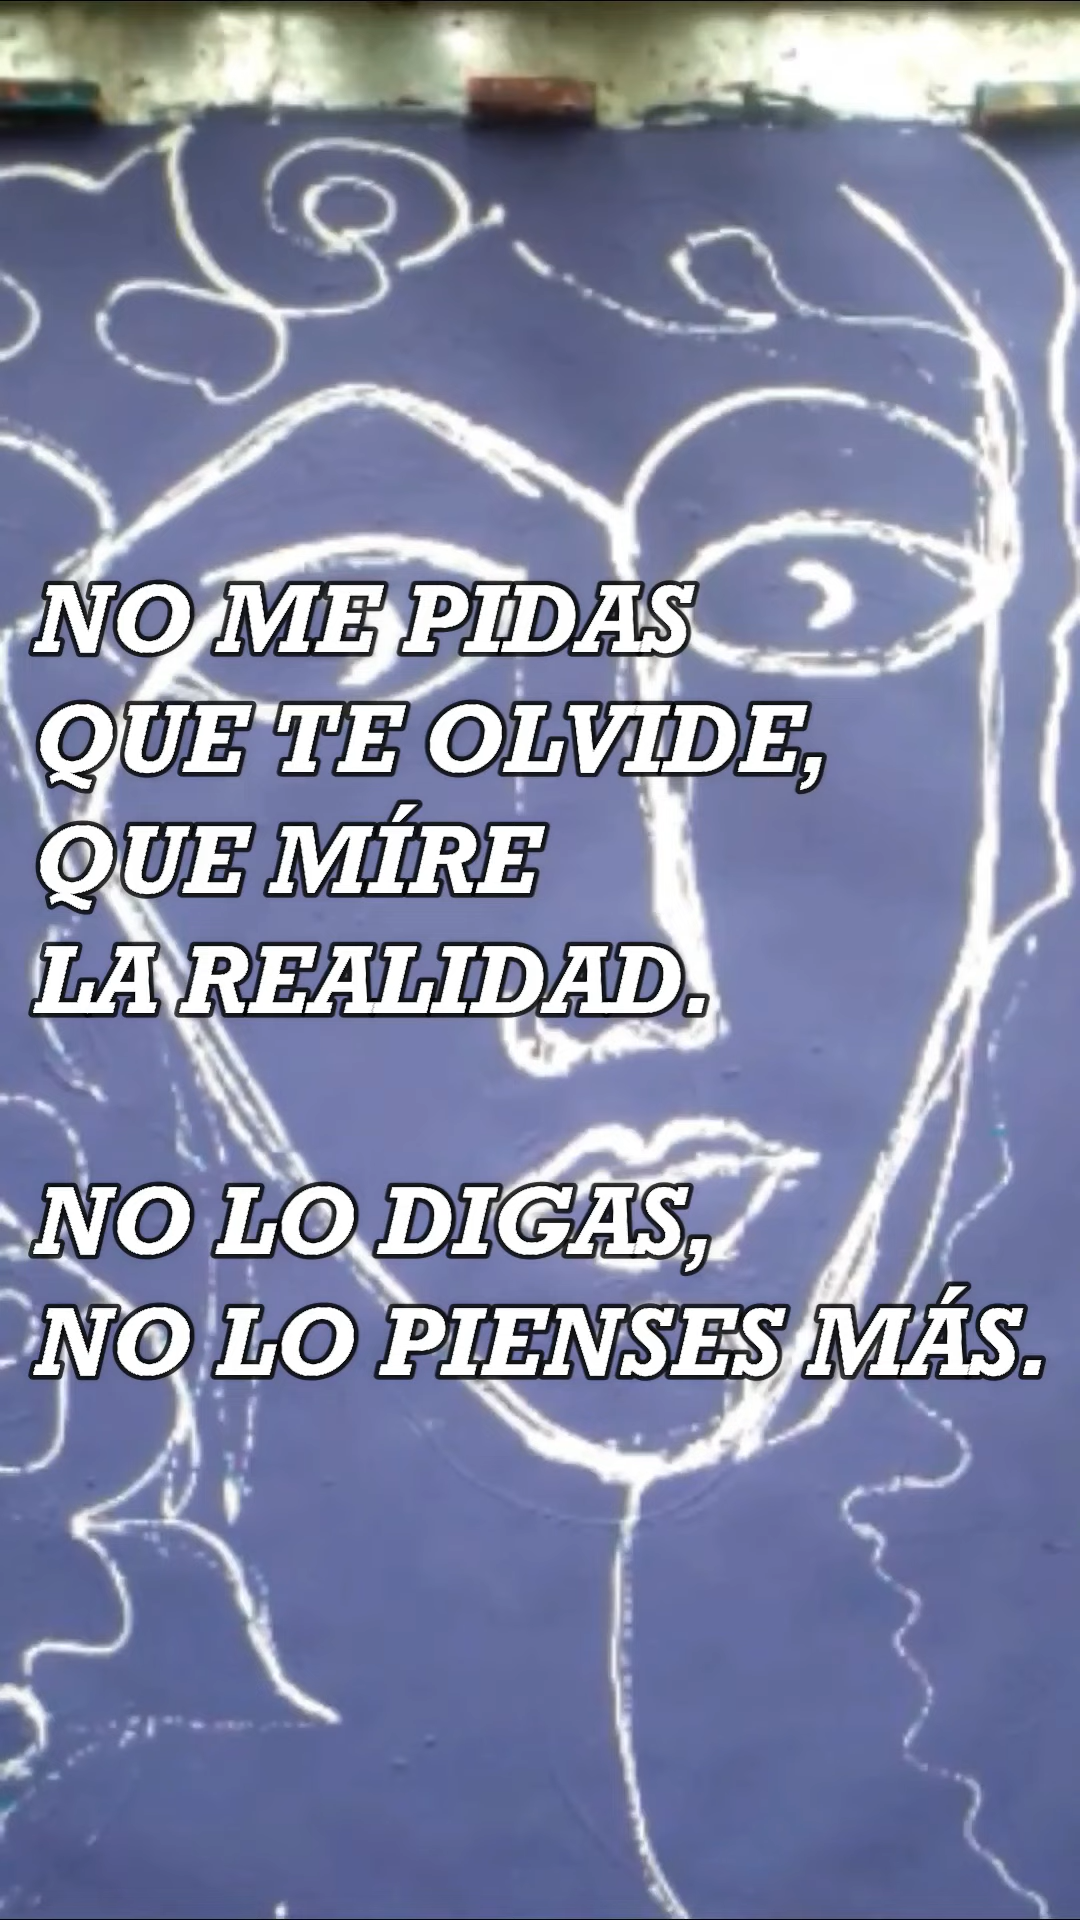 NO ME PIDAS
QUE TE OLVIDE,
QUE MÍRE
LA REALIDAD.
NO LO DIGAS,
NO LO PIENSES MÁS.